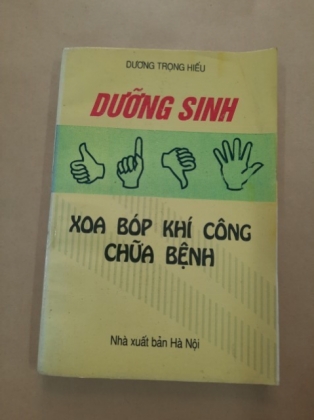 DƯƠNG TRỌNG HIẾU
DƯỠNG SINH
XOA BÓP KHÍ CÔNG
CHỮA BỆNH
Nhà xuất bản Hà Nội